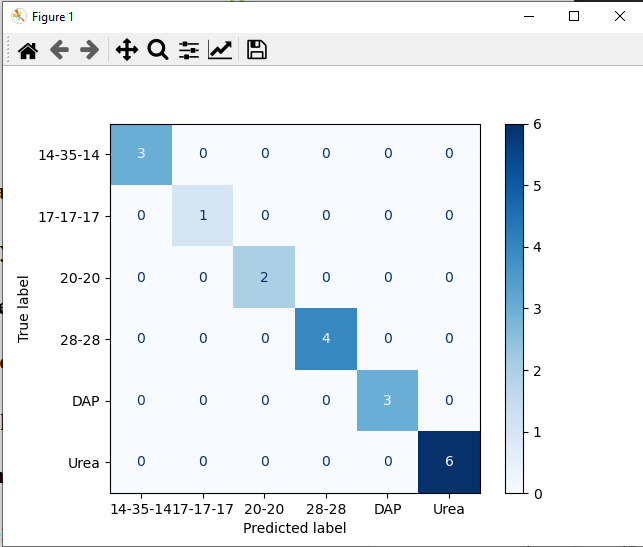 Figure 1
6
14-35-14 3 0 0 0 0 0
5
17-17-17 0 1 0 0 0 0
4
20-20 0 0 2 0 0 0
3
28-28 0 0 0 4 0 0
2
DAP 0 0 0 0 3 0
1
Urea 0 0 0 0 0 6
0
True label
14-35-14 17-17-17 20-20 28-28 DAP Urea
Predicted label